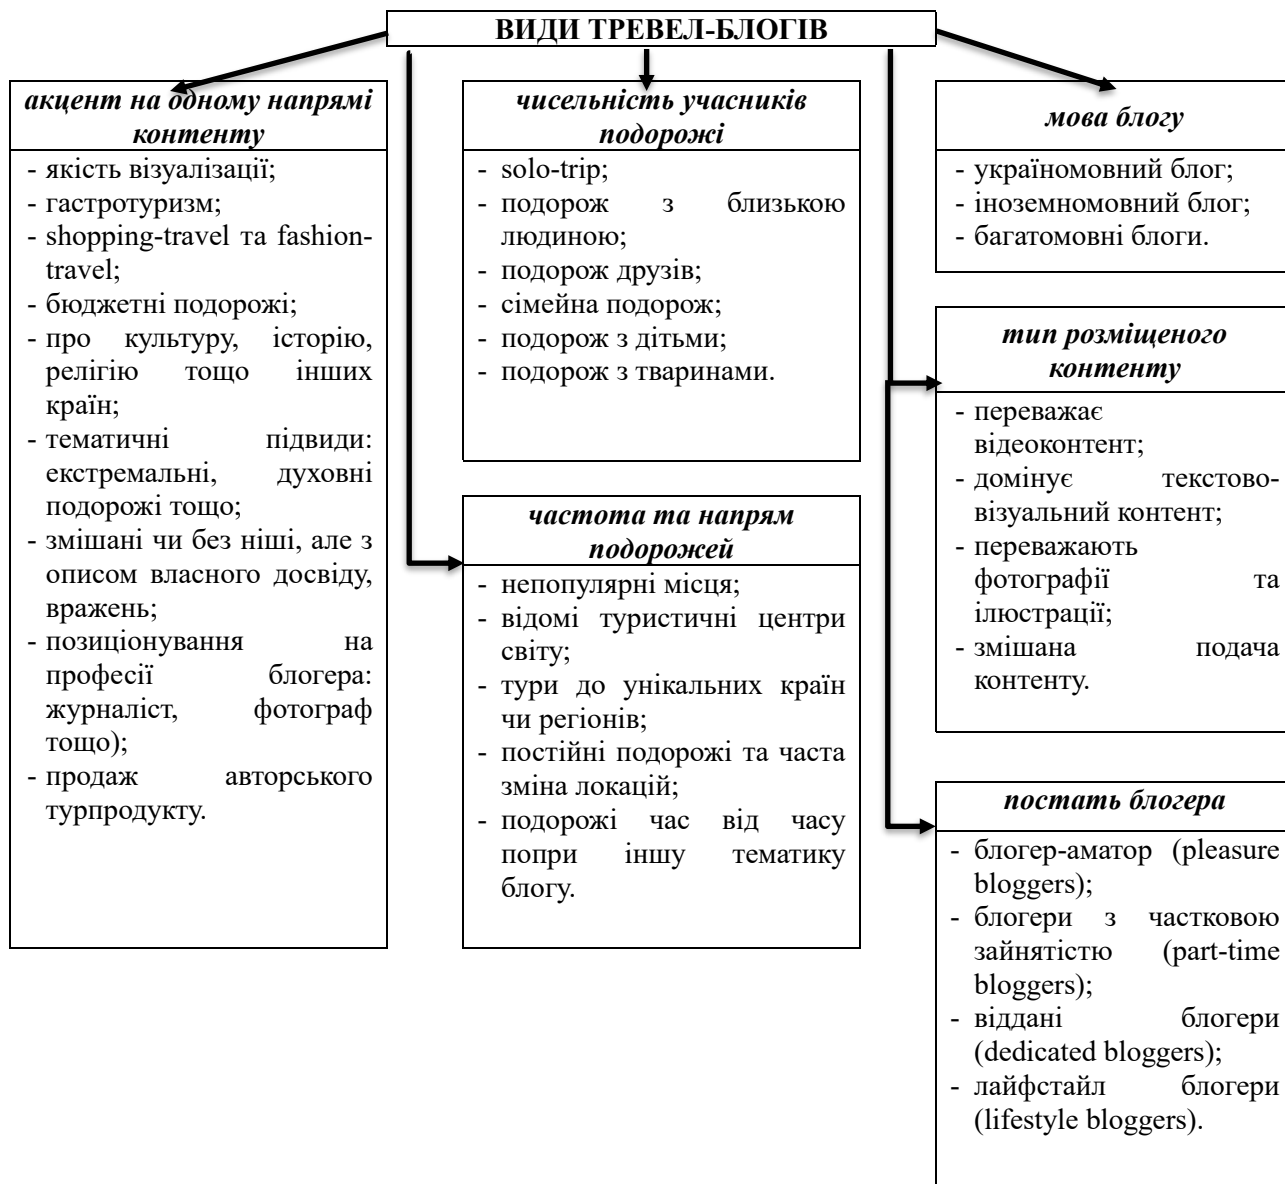 ВИДИ ТРЕВЕЛ-БЛОГІВ
акцент на одному напрямі
контенту
- якість візуалізації;
- гастротуризм;
- shopping-travel та fashion-
travel;
- бюджетні подорожі;
- про культуру, історію,
релігію тощо інших
країн;
- тематичні підвиди:
екстремальні, духовні
подорожі тощо;
- змішані чи без ніші, але з
описом власного досвіду,
вражень;
- позиціонування на
професії блогера:
журналіст, фотограф
тощо);
- продаж авторського
турпродукту.
чисельність учасників
подорожі
- solo-trip;
- подорож з близькою
людиною;
- подорож друзів;
- сімейна подорож;
- подорож з дітьми;
- подорож з тваринами.
частота та напрям
подорожей
- непопулярні місця;
- відомі туристичні центри
світу;
- тури до унікальних країн
чи регіонів;
- постійні подорожі та часта
зміна локацій;
- подорожі час від часу
попри іншу тематику
блогу.
мова блогу
- україномовний блог;
- іноземномовний блог;
- багатомовні блоги.
тип розміщеного
контенту
- переважає
відеоконтент;
- домінує текстово-
візуальний контент;
- переважають
фотографії та
ілюстрації;
- змішана подача
контенту.
постать блогера
- блогер-аматор (pleasure
bloggers);
- блогери з частковою
зайнятістю (part-time
bloggers);
- віддані блогери
(dedicated bloggers);
- лайфстайл блогери
(lifestyle bloggers).